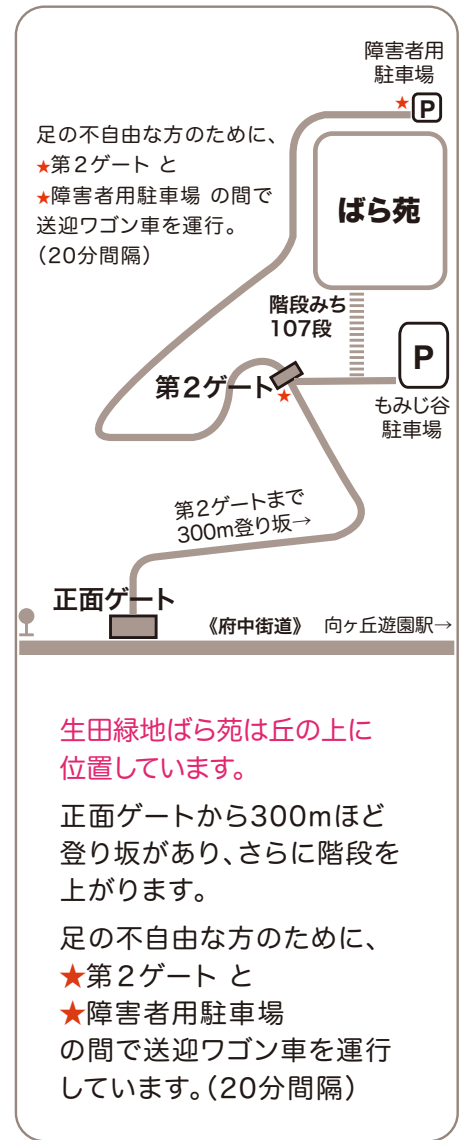 障害者用
駐車場
★P
足の不自由な方のために、
★第2ゲート と
★障害者用駐車場 の間で
送迎ワゴン車を運行。
(20分間隔)
ばら苑
階段みち
107段
P
もみじ谷
駐車場
第2ゲート
★
第2ゲートまで
300m登り坂→
正面ゲート
《府中街道》 向ヶ丘遊園駅→
生田緑地ばら苑は丘の上に
位置しています。
正面ゲートから300mほど
登り坂があり、さらに階段を
上がります。
足の不自由な方のために、
★第2ゲート と
★障害者用駐車場
の間で送迎ワゴン車を運行
しています。(20分間隔)